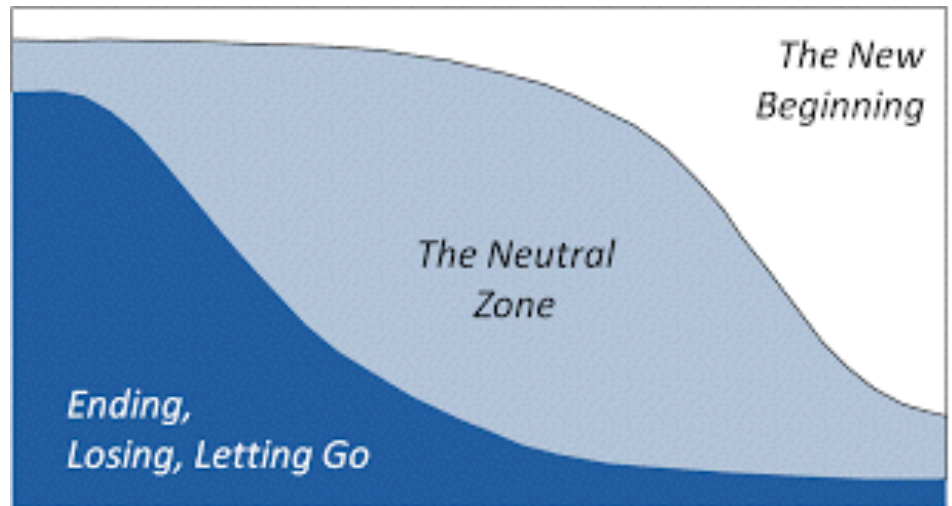 The New
Beginning
The Neutral
Zone
Ending,
Losing, Letting Go